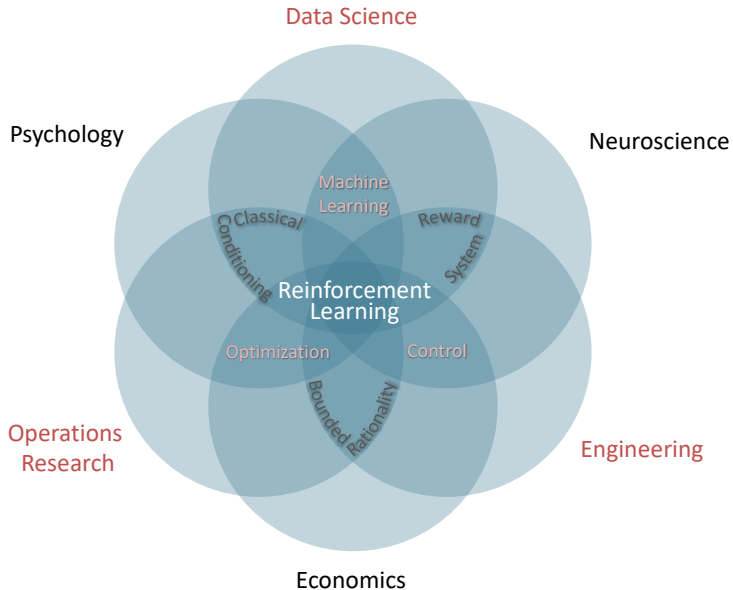 Data Science
Psychology
Neuroscience
Machine
Learning
Classical
Conditioning
Reward
System
Reinforcement
Learning
Optimization
Control
Bounded
Rationality
Operations
Research
Engineering
Economics